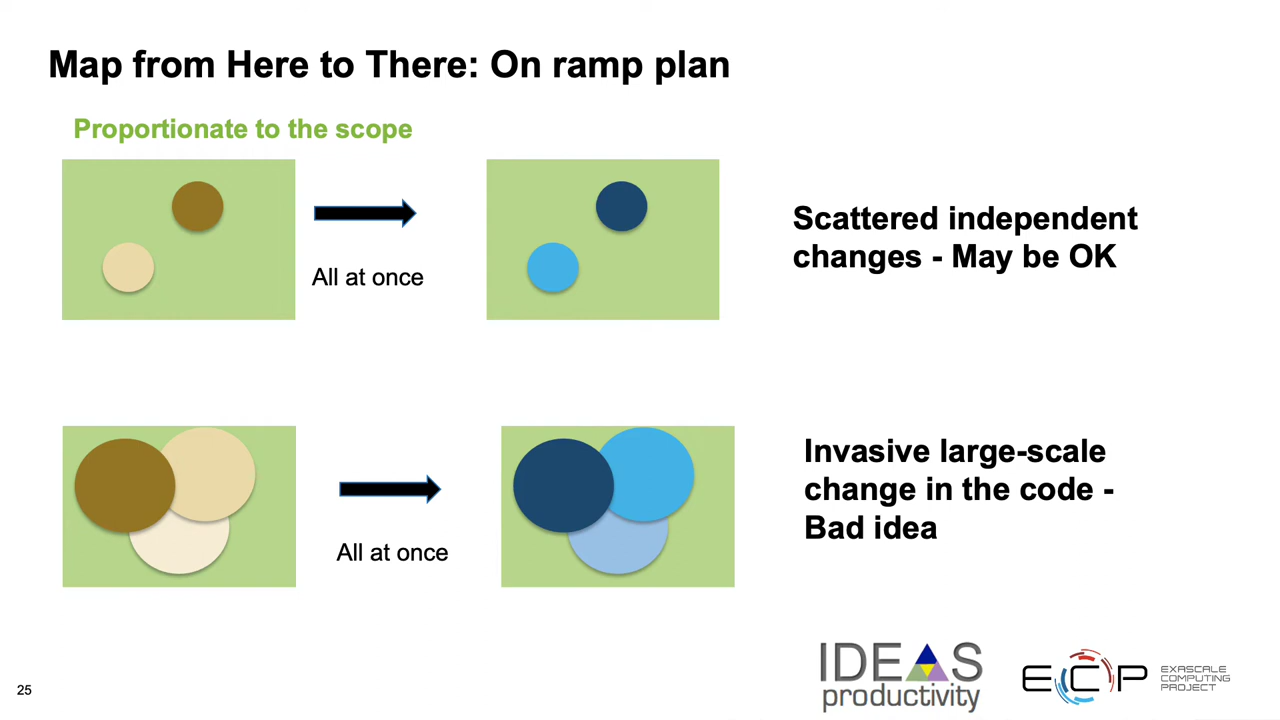 Map from Here to There: On ramp plan
Proportionate to the scope
All at once
Scattered independent
changes - May be OK
All at once
Invasive large-scale
change in the code -
Bad idea
25
IDEAS
productivity
ECP
EXASCALE
COMPUTING
PROJECT